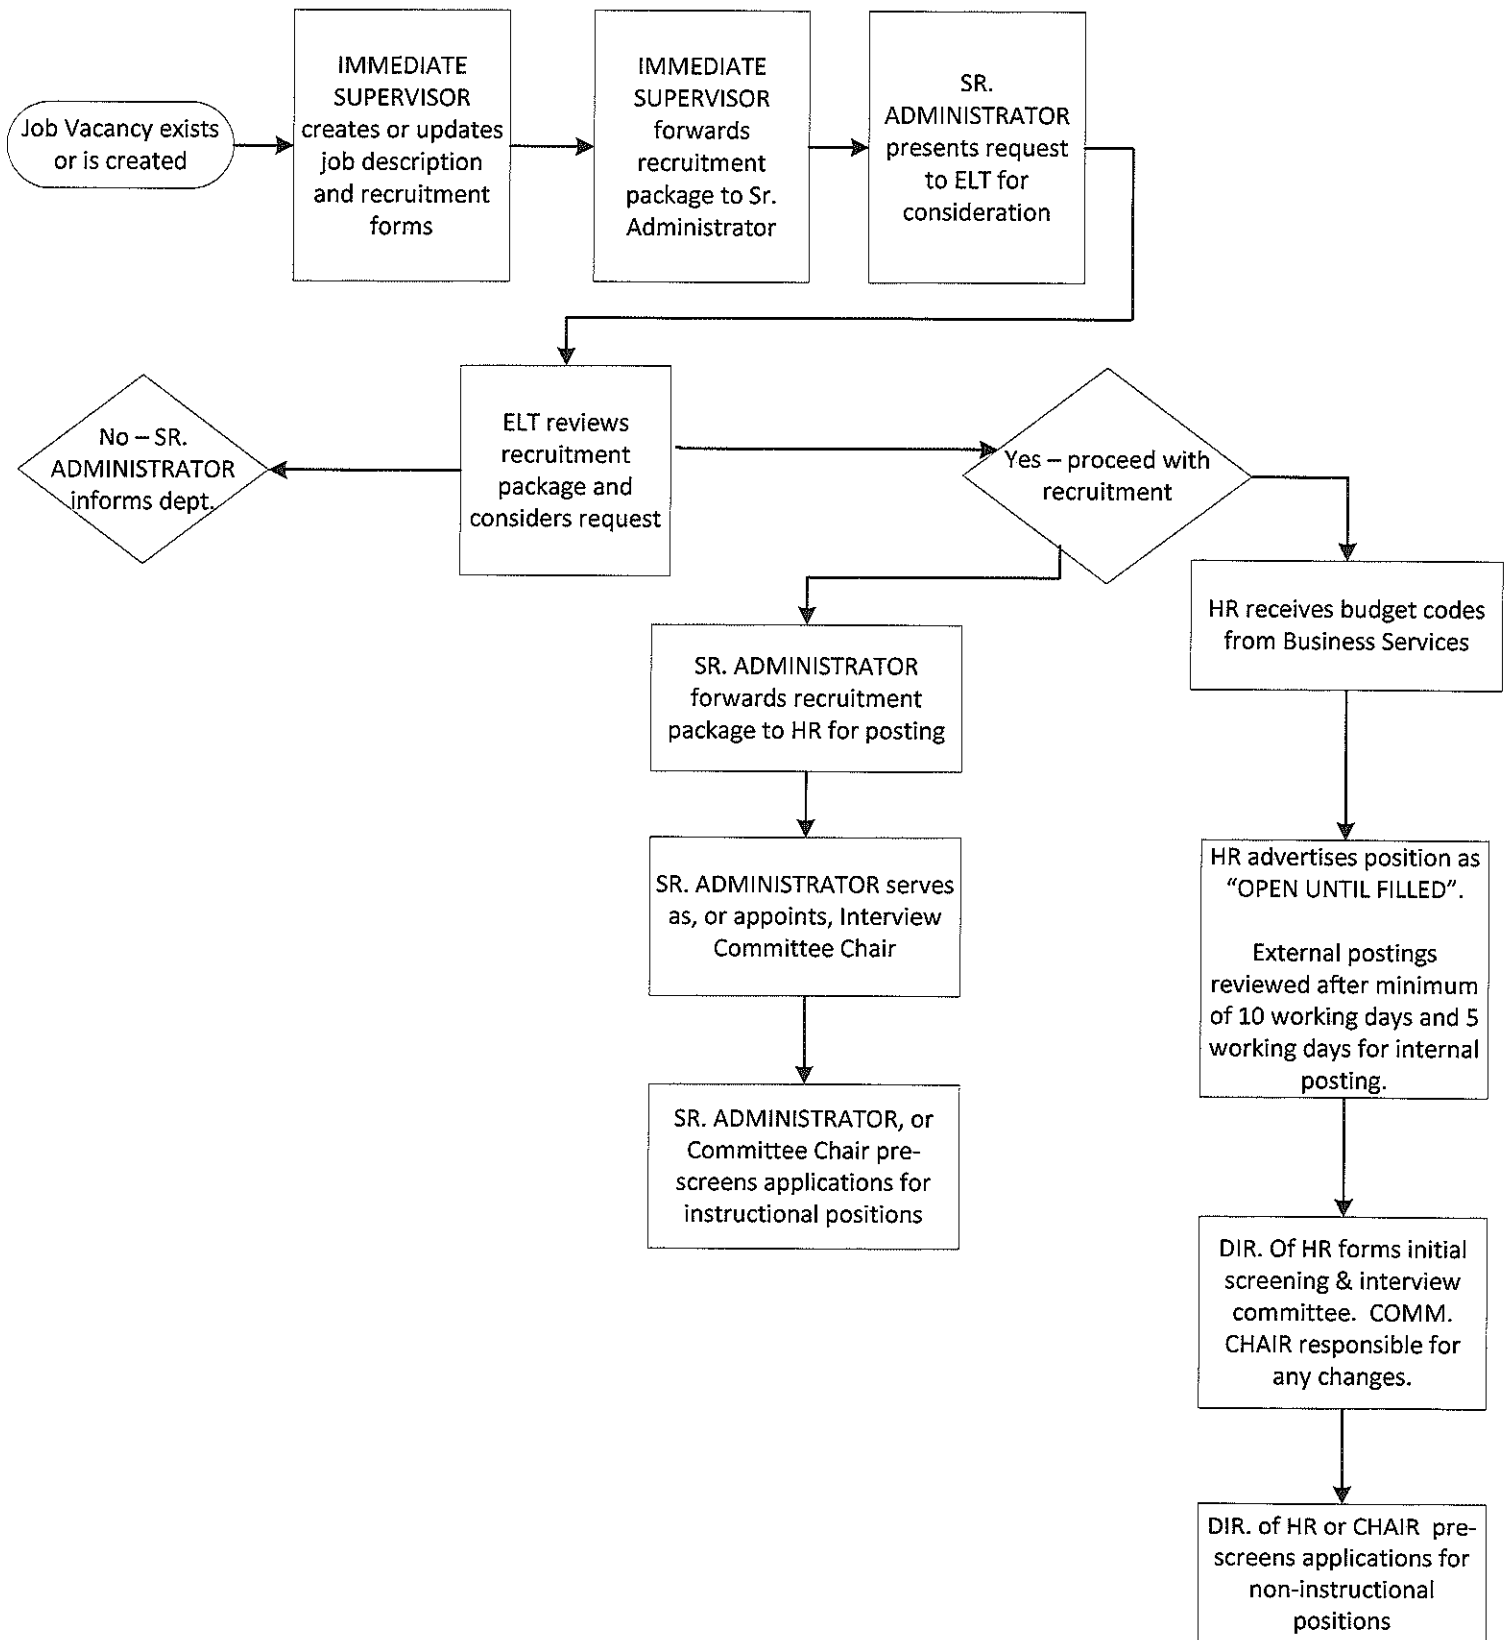 Job Vacancy exists
or is created
IMMEDIATE
SUPERVISOR
creates or updates
job description
and recruitment
forms
IMMEDIATE
SUPERVISOR
forwards
recruitment
package to Sr.
Administrator
SR.
ADMINISTRATOR
presents request
to ELT for
consideration
No – SR.
ADMINISTRATOR
informs dept.
ELT reviews
recruitment
package and
considers request
Yes – proceed with
recruitment
SR. ADMINISTRATOR
forwards recruitment
package to HR for posting
SR. ADMINISTRATOR serves
as, or appoints, Interview
Committee Chair
SR. ADMINISTRATOR, or
Committee Chair pre-
screens applications for
instructional positions
HR receives budget codes
from Business Services
HR advertises position as
“OPEN UNTIL FILLED”.
External postings
reviewed after minimum
of 10 working days and 5
working days for internal
posting.
DIR. Of HR forms initial
screening & interview
committee. COMM.
CHAIR responsible for
any changes.
DIR. of HR or CHAIR pre-
screens applications for
non-instructional
positions